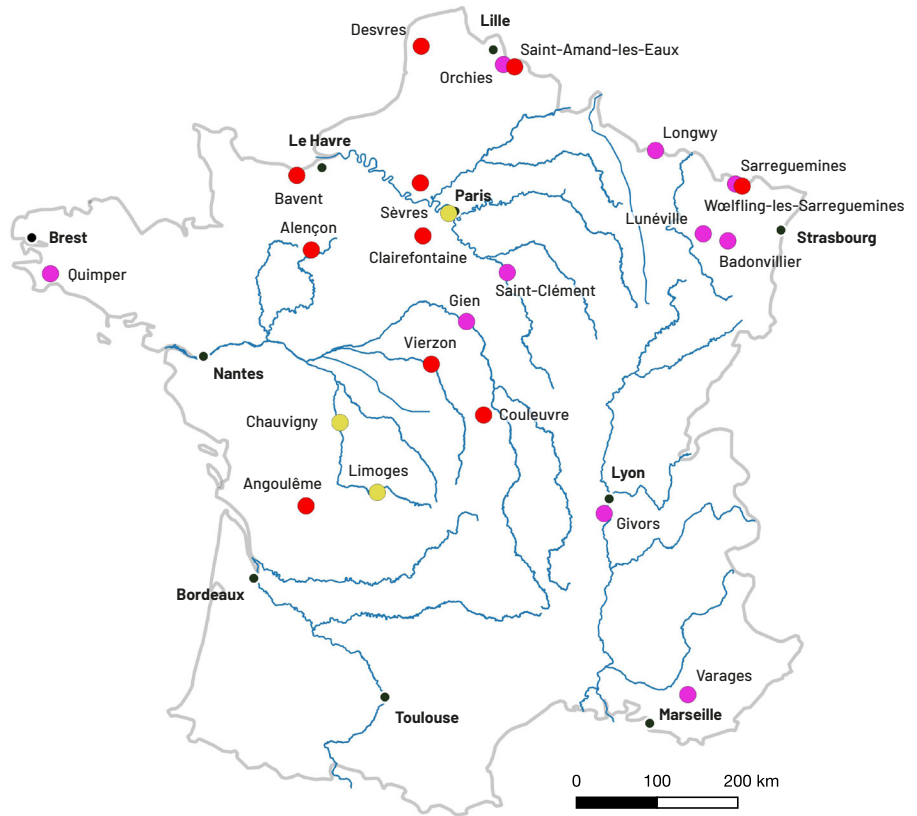 Lille
Desvres
Saint-Amand-les-Eaux
Orchies
Longwy
Le Havre
Sarreguemines
Bavent
Paris
Sèvres
Wœlfling-les-Sarreguemines
Lunéville
Alençon
Brest
Strasbourg
Clairefontaine
Badonvillier
Quimper
Saint-Clément
Gien
Vierzon
Nantes
Couleuvre
Chauvigny
Limoges
Lyon
Angoulême
Givors
Bordeaux
Varages
Marseille
Toulouse
0 100 200 km